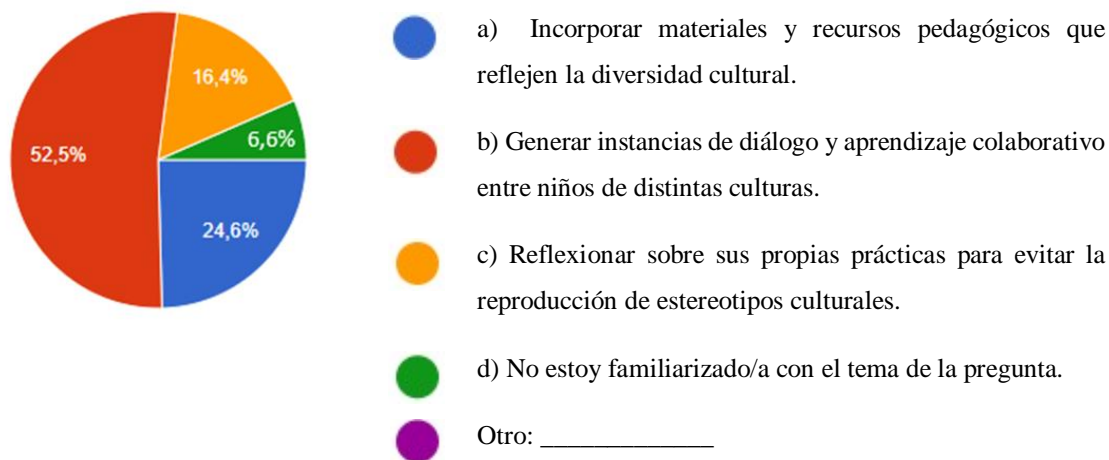 16,4%
6,6%
52,5%
24,6%
a) Incorporar materiales y recursos pedagógicos que
reflejen la diversidad cultural.
b) Generar instancias de diálogo y aprendizaje colaborativo
entre niños de distintas culturas.
c) Reflexionar sobre sus propias prácticas para evitar la
reproducción de estereotipos culturales.
d) No estoy familiarizado/a con el tema de la pregunta.
Otro: _____________